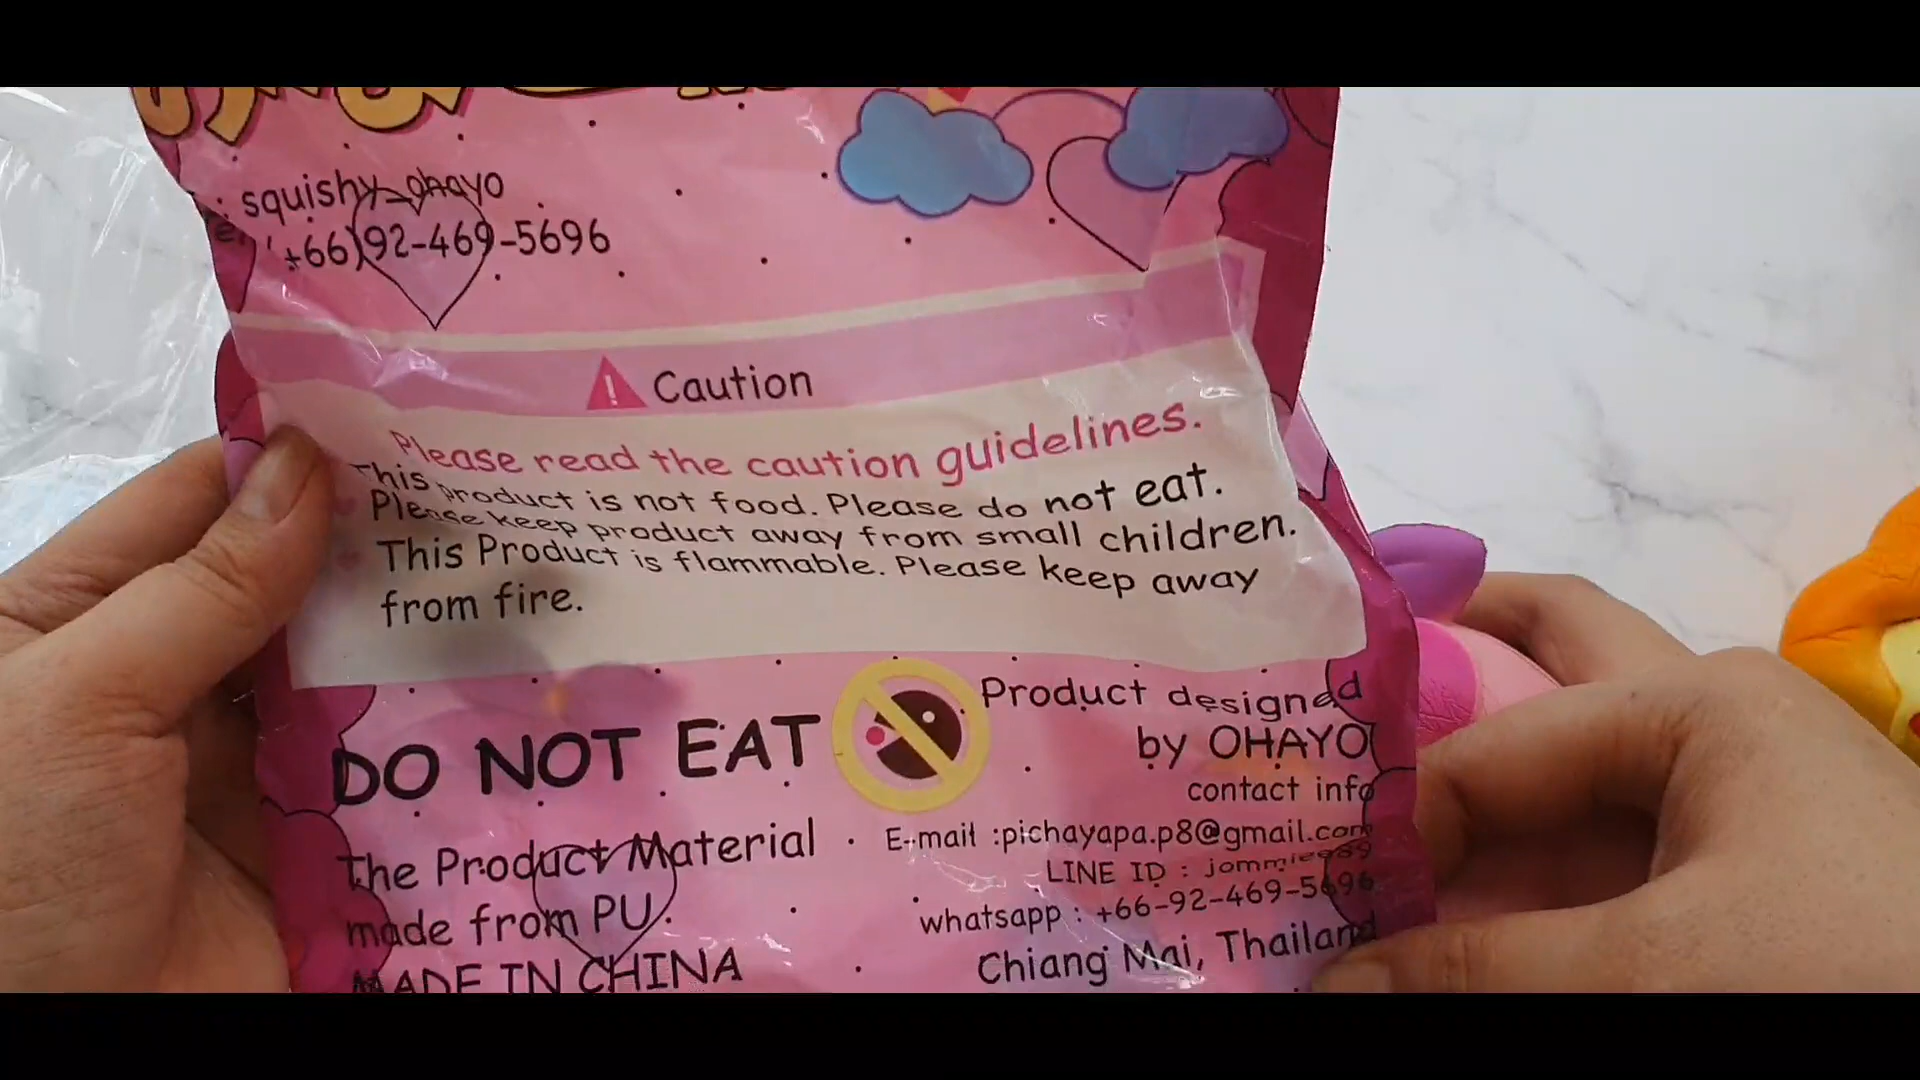 : squishy_ohayo
(+66)92-469-5696
Caution
Please read the caution guidelines.
This product is not food. Please do not eat.
Please keep product away from small children.
This Product is flammable. Please keep away
from fire.
DO NOT EAT
The Product Material
made from PU.
MADE IN CHINA
Product designed
by OHAYO
contact info
E-mail :pichayapa.p8@gmail.com
LINE ID : jommie989
whatsapp : +66-92-469-5696
Chiang Mai, Thailand